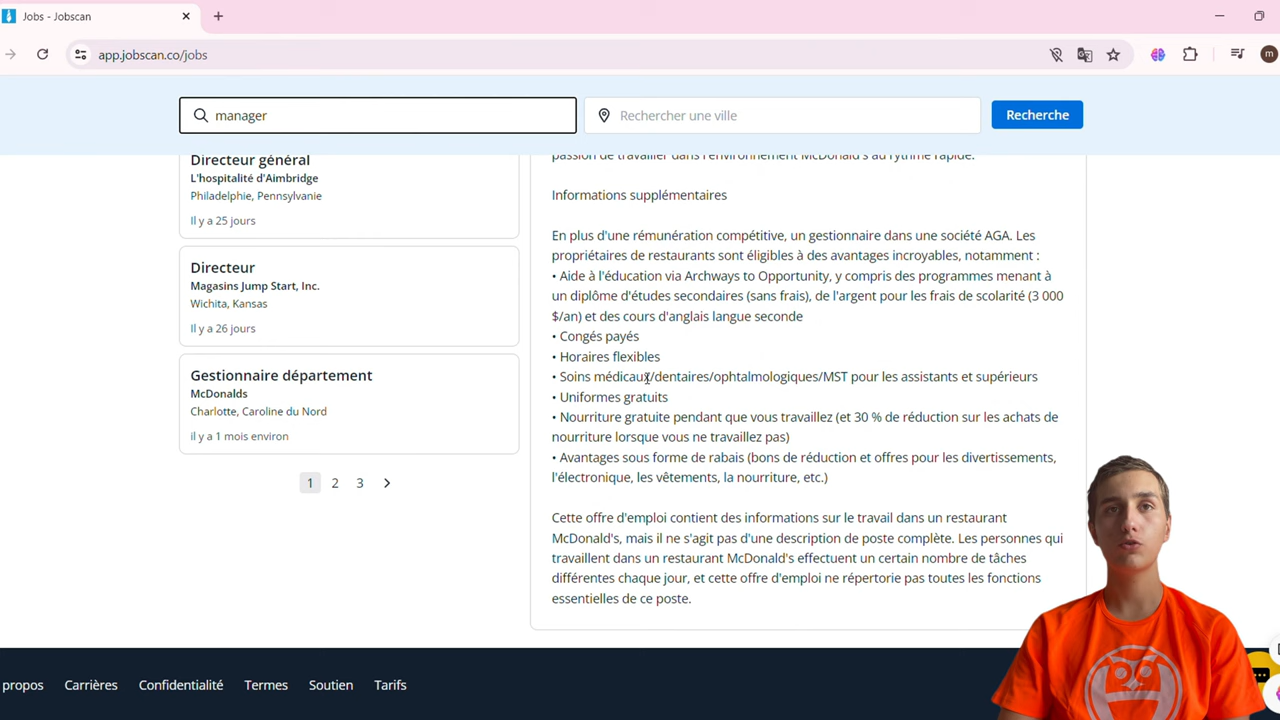 Jobs - Jobscan
app.jobscan.co/jobs
m
manager
Rechercher une ville
Recherche
Directeur général
L'hospitalité d'Aimbridge
Philadelphie, Pennsylvanie
Il y a 25 jours
Directeur
Magasins Jump Start, Inc.
Wichita, Kansas
Il y a 26 jours
Gestionnaire département
McDonalds
Charlotte, Caroline du Nord
il y a 1 mois environ
1 2 3
passion de travailler dans l'environnement McDonald's au rythme rapide.
Informations supplémentaires
En plus d'une rémunération compétitive, un gestionnaire dans une société AGA. Les
propriétaires de restaurants sont éligibles à des avantages incroyables, notamment :
• Aide à l'éducation via Archways to Opportunity, y compris des programmes menant à
un diplôme d'études secondaires (sans frais), de l'argent pour les frais de scolarité (3 000
$/an) et des cours d'anglais langue seconde
• Congés payés
• Horaires flexibles
• Soins médicaux/dentaires/ophtalmologiques/MST pour les assistants et supérieurs
• Uniformes gratuits
• Nourriture gratuite pendant que vous travaillez (et 30 % de réduction sur les achats de
nourriture lorsque vous ne travaillez pas)
• Avantages sous forme de rabais (bons de réduction et offres pour les divertissements,
l'électronique, les vêtements, la nourriture, etc.)
Cette offre d'emploi contient des informations sur le travail dans un restaurant
McDonald's, mais il ne s'agit pas d'une description de poste complète. Les personnes qui
travaillent dans un restaurant McDonald's effectuent un certain nombre de tâches
différentes chaque jour, et cette offre d'emploi ne répertorie pas toutes les fonctions
essentielles de ce poste.
propos Carrières Confidentialité Termes Soutien Tarifs